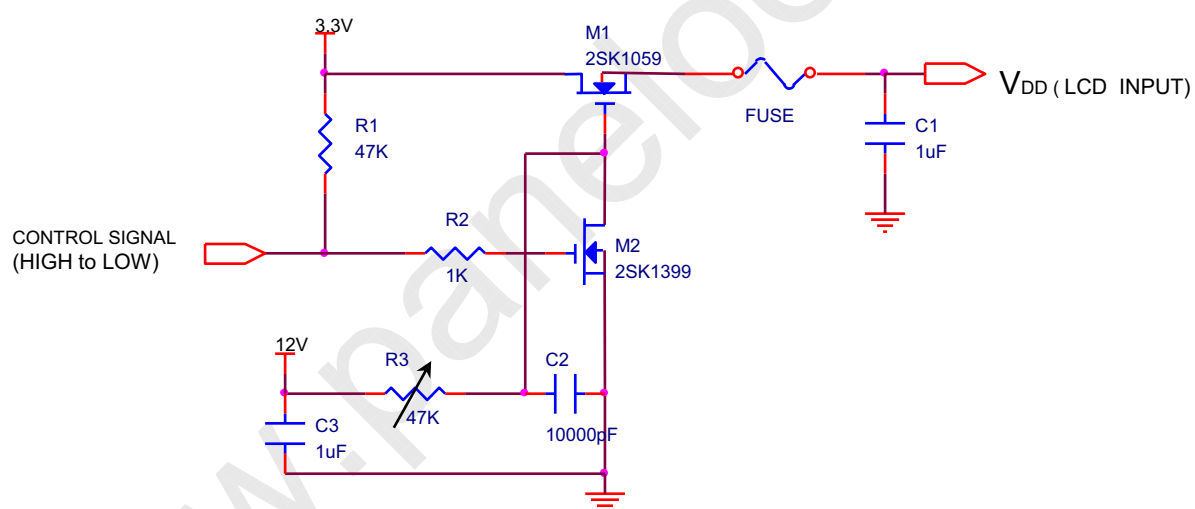 3.3V
M1
2SK1059
VDD ( LCD INPUT)
FUSE
R1
47K
C1
1uF
CONTROL SIGNAL
(HIGH to LOW)
R2
1K
M2
2SK1399
12V
R3
47K
C2
10000pF
C3
1uF
w.paneloo